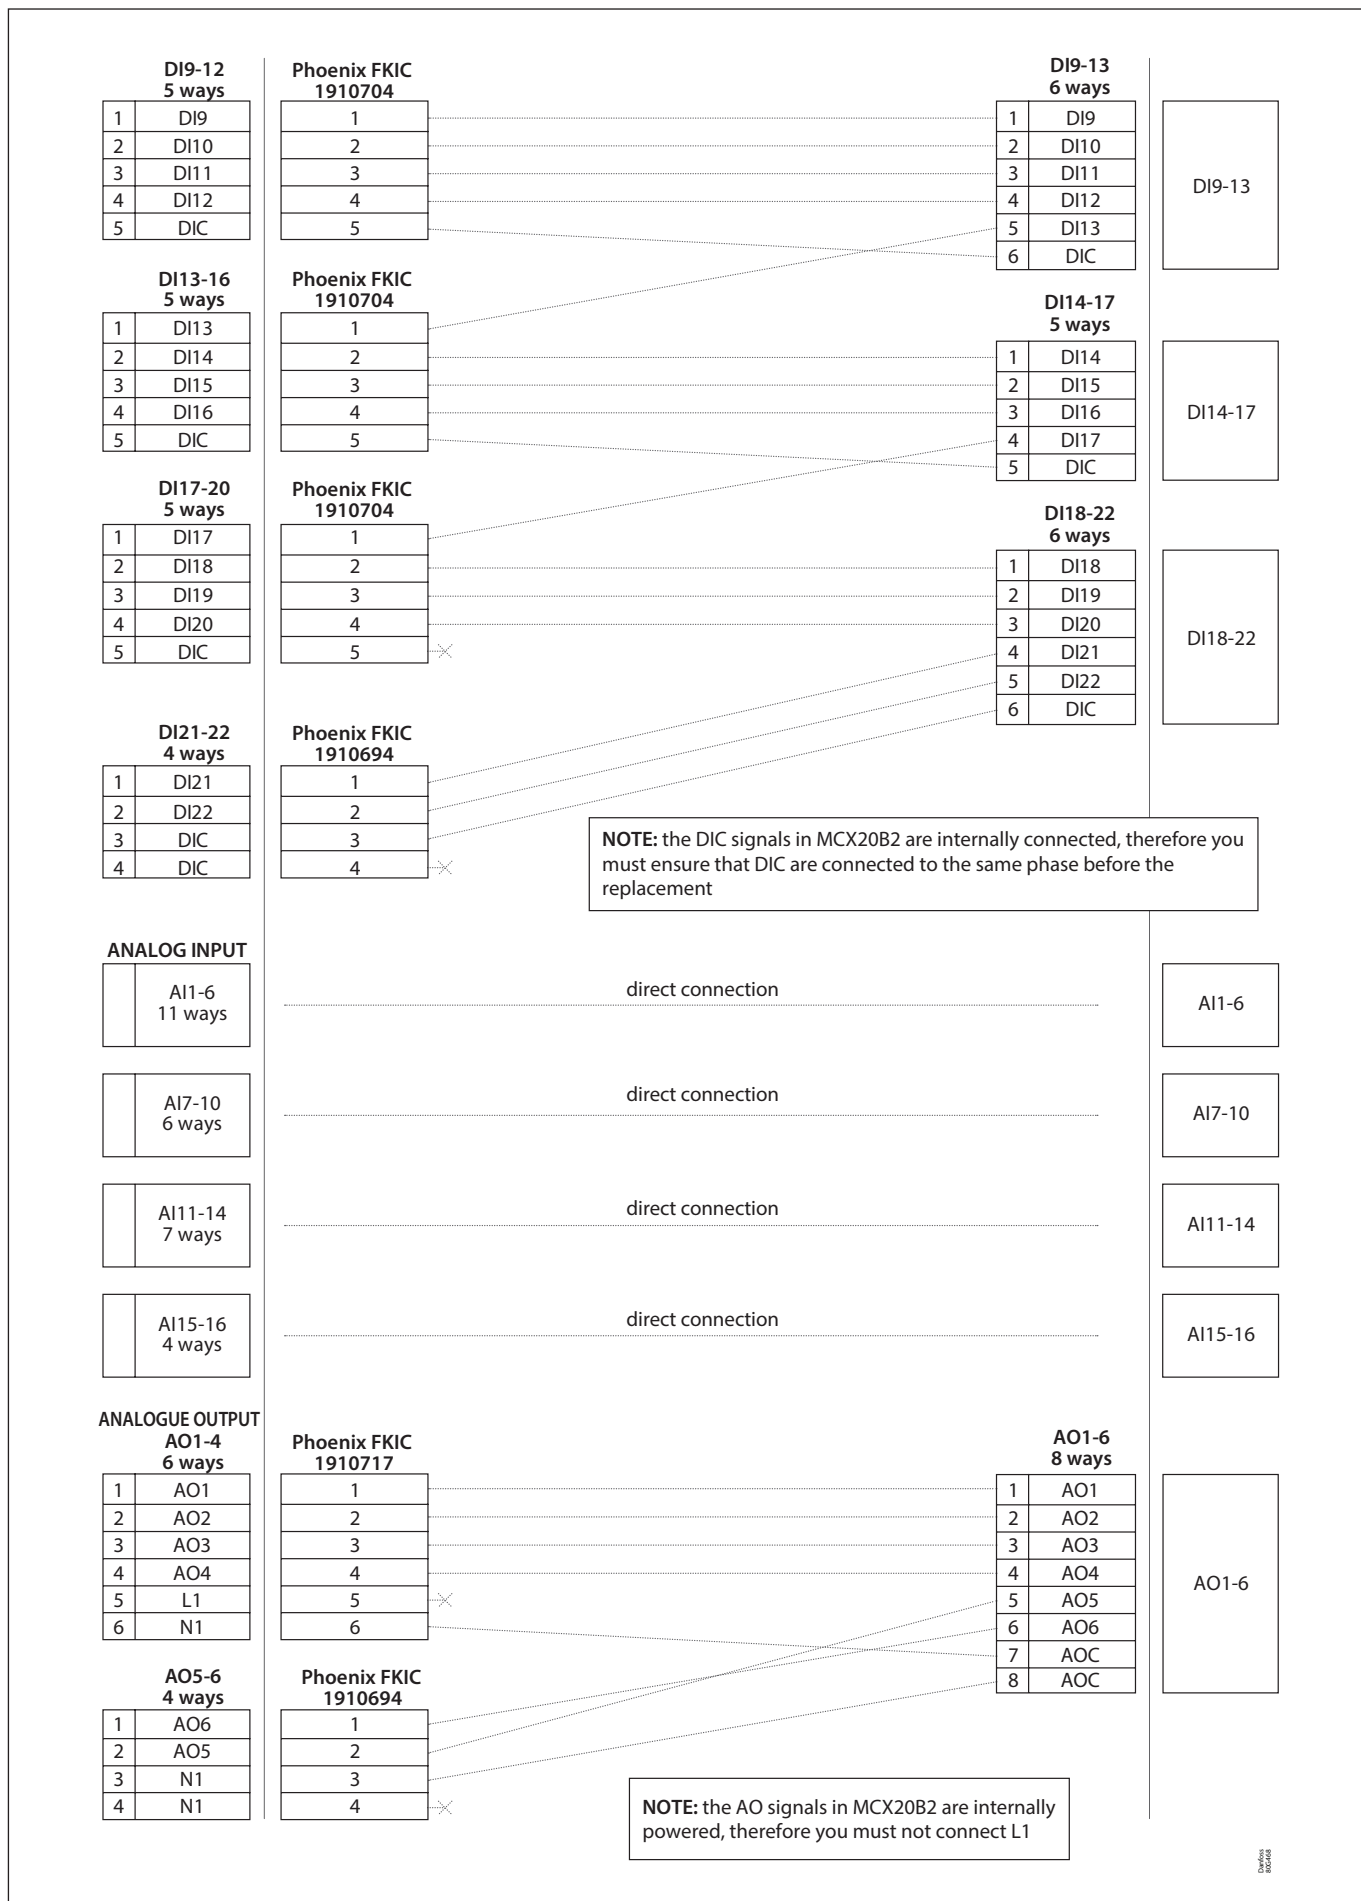 DI9-12
5 ways
Phoenix FKIC
1910704
DI9-13
6 ways
1 DI9 1 1 DI9
2 DI10 2 2 DI10
3 DI11 3 3 DI11
4 DI12 4 4 DI12
5 DIC 5 5 DI13
6 DIC
DI9-13
DI13-16
5 ways
Phoenix FKIC
1910704
DI14-17
5 ways
1 DI13 1
2 DI14 2 1 DI14
3 DI15 3 2 DI15
4 DI16 4 3 DI16
5 DIC 5 4 DI17
5 DIC
DI14-17
DI17-20
5 ways
Phoenix FKIC
1910704
DI18-22
6 ways
1 DI17 1
2 DI18 2 1 DI18
3 DI19 3 2 DI19
4 DI20 4 3 DI20
5 DIC 5 4 DI21
5 DI22
6 DIC
DI18-22
DI21-22
4 ways
Phoenix FKIC
1910694
1 DI21 1
2 DI22 2
3 DIC 3
4 DIC 4
NOTE: the DIC signals in MCX20B2 are internally connected, therefore you
must ensure that DIC are connected to the same phase before the
replacement
ANALOG INPUT
AI1-6
11 ways
direct connection
AI1-6
AI7-10
6 ways
direct connection
AI7-10
AI11-14
7 ways
direct connection
AI11-14
AI15-16
4 ways
direct connection
AI15-16
ANALOGUE OUTPUT
AO1-4
6 ways
Phoenix FKIC
1910717
AO1-6
8 ways
1 AO1 1 1 AO1
2 AO2 2 2 AO2
3 AO3 3 3 AO3
4 AO4 4 4 AO4
5 L1 5 5 AO5
6 N1 6 6 AO6
7 AOC
8 AOC
AO1-6
AO5-6
4 ways
Phoenix FKIC
1910694
1 AO6 1
2 AO5 2
3 N1 3
4 N1 4
NOTE: the AO signals in MCX20B2 are internally
powered, therefore you must not connect L1
Danfoss
80G468